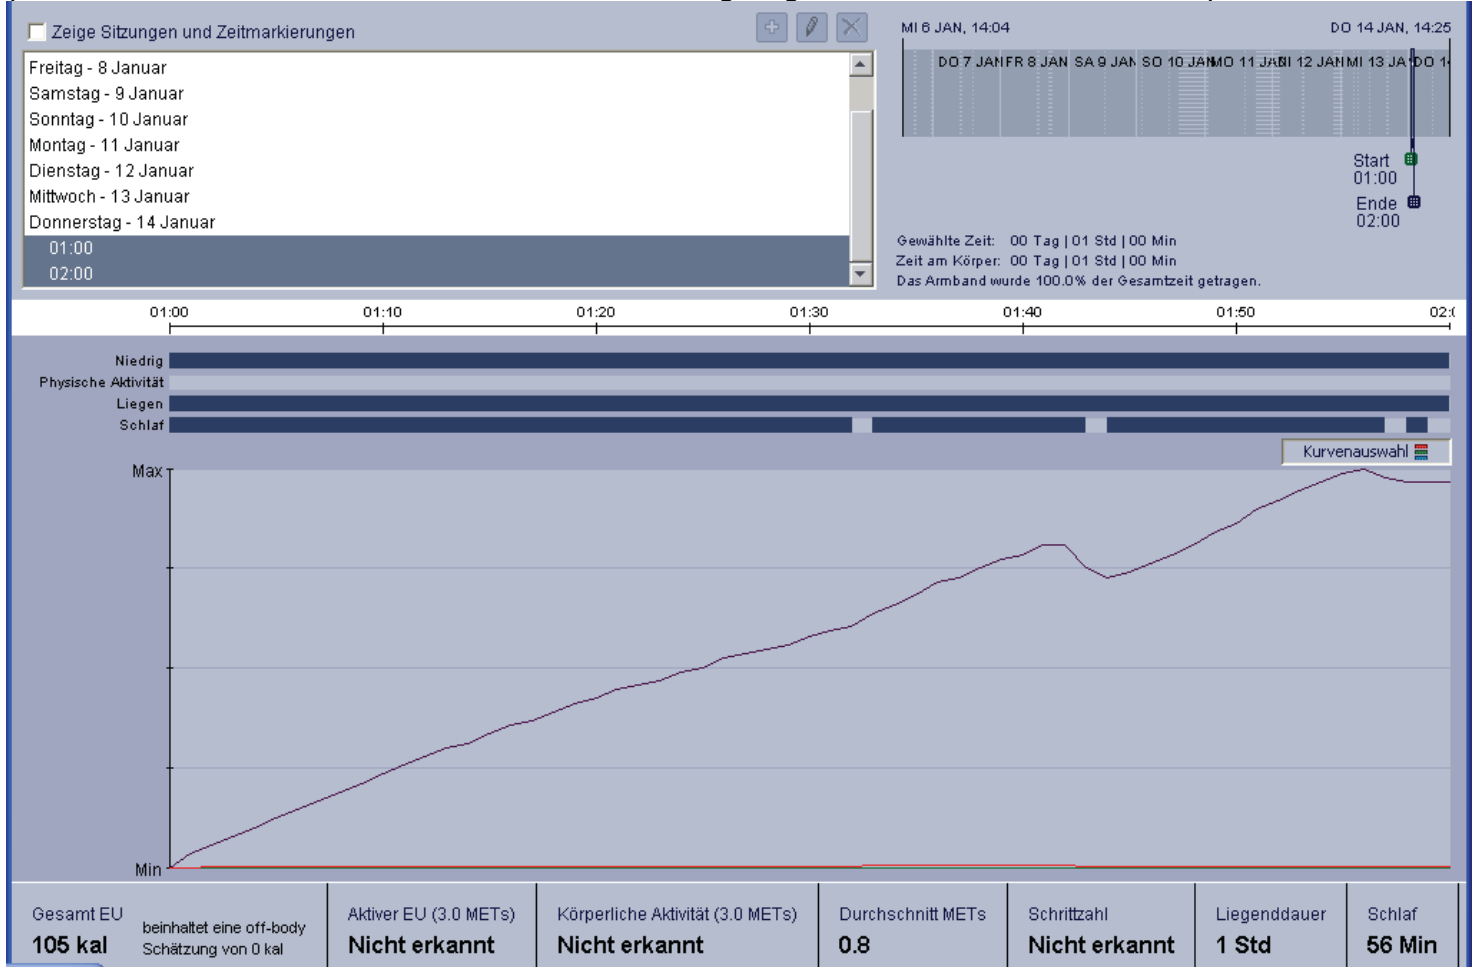 Zeige Sitzungen und Zeitmarkierungen
Freitag - 8 Januar
Samstag - 9 Januar
Sonntag - 10 Januar
Montag - 11 Januar
Dienstag - 12 Januar
Mittwoch - 13 Januar
Donnerstag - 14 Januar
01:00
02:00
MI 6 JAN, 14:04
DO 14 JAN, 14:25
DO 7 JAN FR 8 JAN SA 9 JAN SO 10 JAN MO 11 JAN 12 JAN MI 13 JA DO 1
Start
01:00
Ende
02:00
Gewählte Zeit: 00 Tag | 01 Std | 00 Min
Zeit am Körper: 00 Tag | 01 Std | 00 Min
Das Armband wurde 100.0% der Gesamtzeit getragen.
01:00 01:10 01:20 01:30 01:40 01:50 02:0
Niedrig
Physische Aktivität
Liegen
Schlaf
Kurvenauswahl
Max
Min
Gesamt EU
105 kal
beinhaltet eine off-body
Schätzung von 0 kal
Aktiver EU (3.0 METs)
Nicht erkannt
Körperliche Aktivität (3.0 METs)
Nicht erkannt
Durchschnitt METs
0.8
Schrittzahl
Nicht erkannt
Liegenddauer
1 Std
Schlaf
56 Min